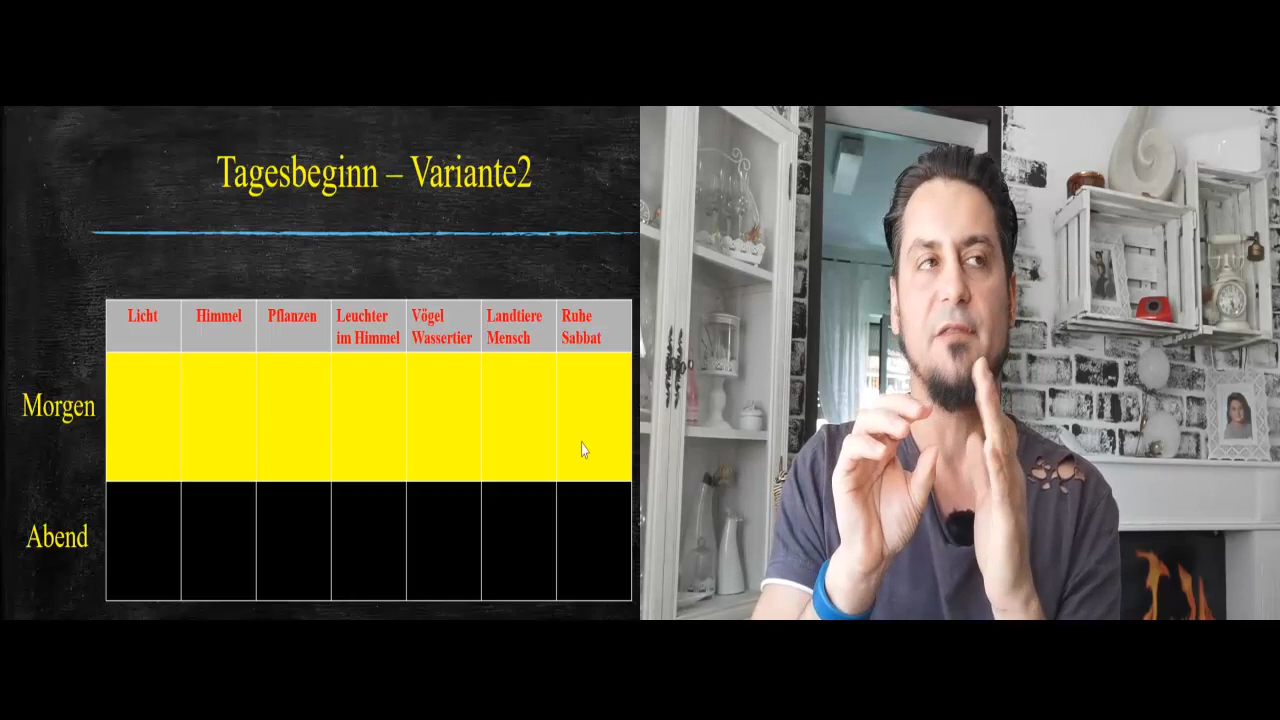 Tagesbeginn – Variante2
Licht
Himmel
Pflanzen
Leuchter
im Himmel
Vögel
Wassertier
Landtiere
Mensch
Ruhe
Sabbat
Morgen
Abend